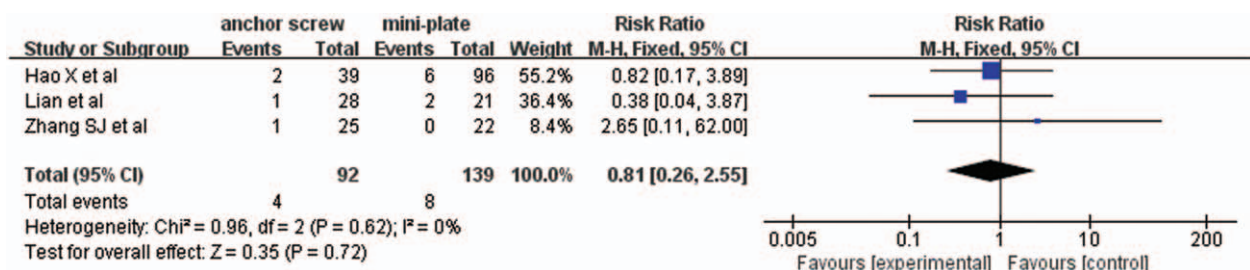 anchor screw mini-plate Risk Ratio Risk Ratio
Study or Subgroup Events Total Events Total Weight M-H, Fixed, 95% CI M-H, Fixed, 95% CI
Hao X et al 2 39 6 96 55.2% 0.82 [0.17, 3.89]
Lian et al 1 28 2 21 36.4% 0.38 [0.04, 3.87]
Zhang SJ et al 1 25 0 22 8.4% 2.65 [0.11, 62.00]
Total (95% CI) 92 139 100.0% 0.81 [0.26, 2.55]
Total events 4 8
Heterogeneity: Chi² = 0.96, df = 2 (P = 0.62); I² = 0%
Test for overall effect: Z = 0.35 (P = 0.72)
0.005 0.1 1 10 200
Favours [experimental] Favours [control]